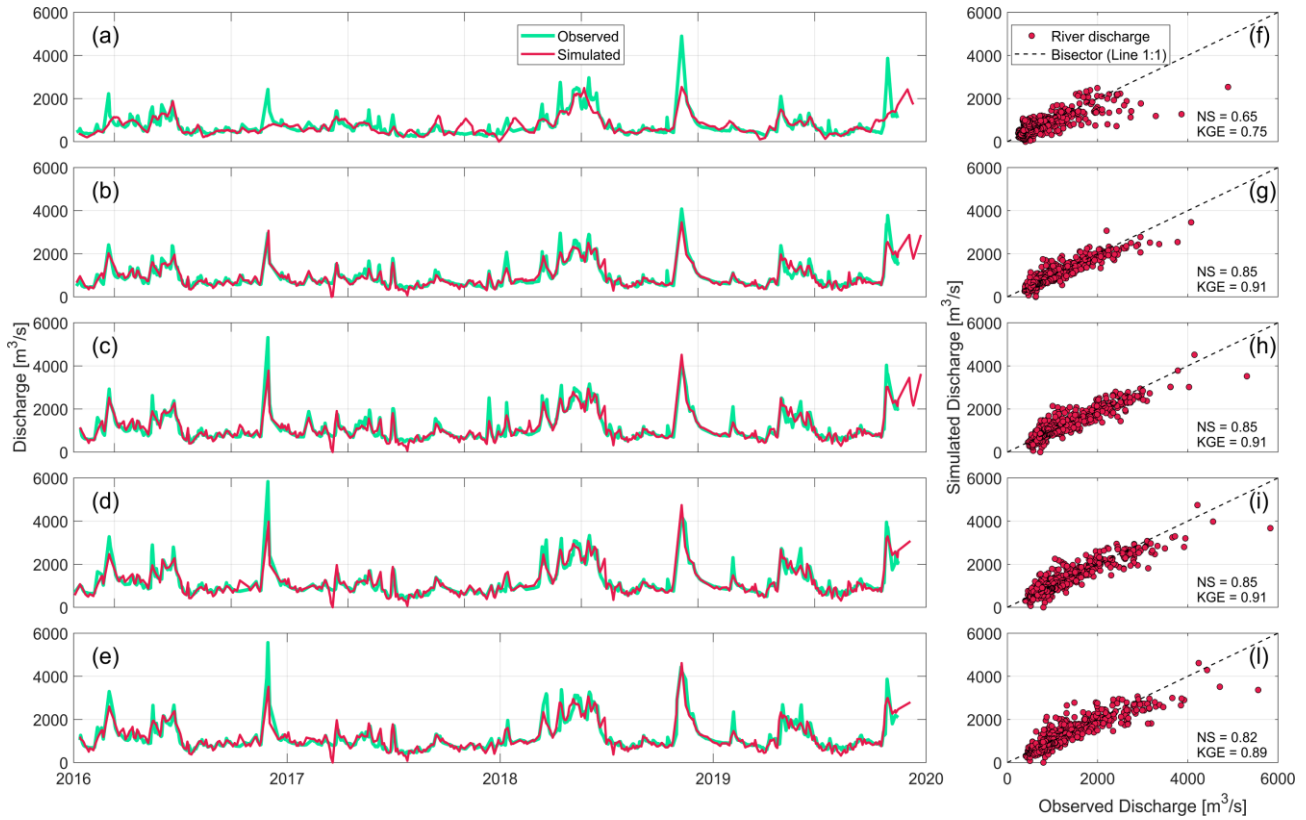 6000
4000
2000
0
(a)
Observed
Simulated
6000
4000
2000
0
(f)
River discharge
Bisector (Line 1:1)
NS = 0.65
KGE = 0.75
6000
4000
2000
0
(b)
6000
4000
2000
0
(g)
NS = 0.85
KGE = 0.91
Discharge [m³/s]
6000
4000
2000
0
(c)
Simulated Discharge [m³/s]
6000
4000
2000
0
(h)
NS = 0.85
KGE = 0.91
6000
4000
2000
0
(d)
6000
4000
2000
0
(i)
NS = 0.85
KGE = 0.91
6000
4000
2000
0
(e)
2016 2017 2018 2019 2020
6000
4000
2000
0
(l)
NS = 0.82
KGE = 0.89
0 2000 4000 6000
Observed Discharge [m³/s]